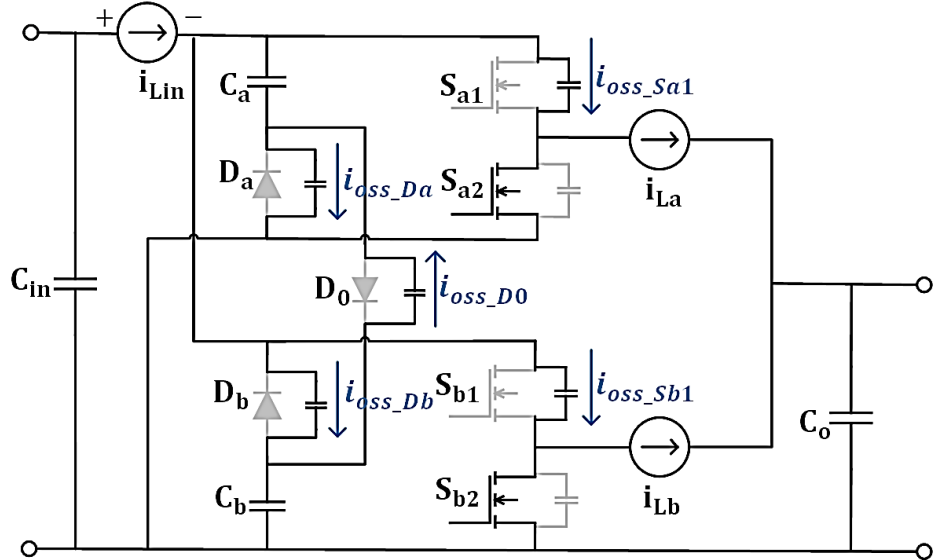 + −
i_Lin
C_a
S_a1
i_oss_Sa1
D_a
i_oss_Da
S_a2
i_La
C_in
D_0
i_oss_D0
D_b
i_oss_Db
S_b1
i_oss_Sb1
C_o
C_b
S_b2
i_Lb